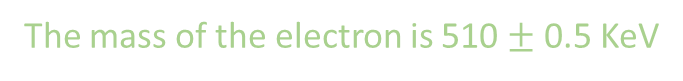 The mass of the electron is 510 ± 0.5 KeV